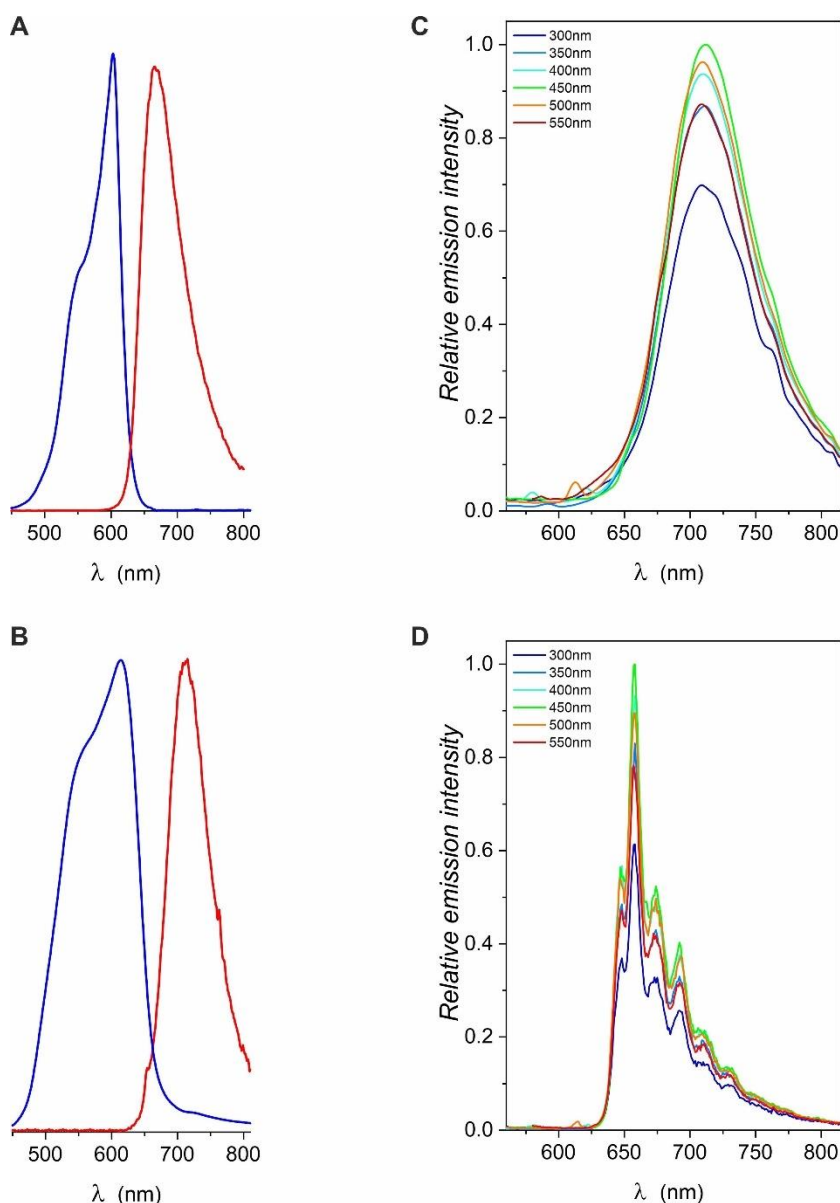 A
500 600 700 800
λ (nm)
C
300nm
350nm
400nm
450nm
500nm
550nm
Relative emission intensity
1.0
0.8
0.6
0.4
0.2
0.0
600 650 700 750 800
λ (nm)
B
500 600 700 800
λ (nm)
D
300nm
350nm
400nm
450nm
500nm
550nm
Relative emission intensity
1.0
0.8
0.6
0.4
0.2
0.0
600 650 700 750 800
λ (nm)